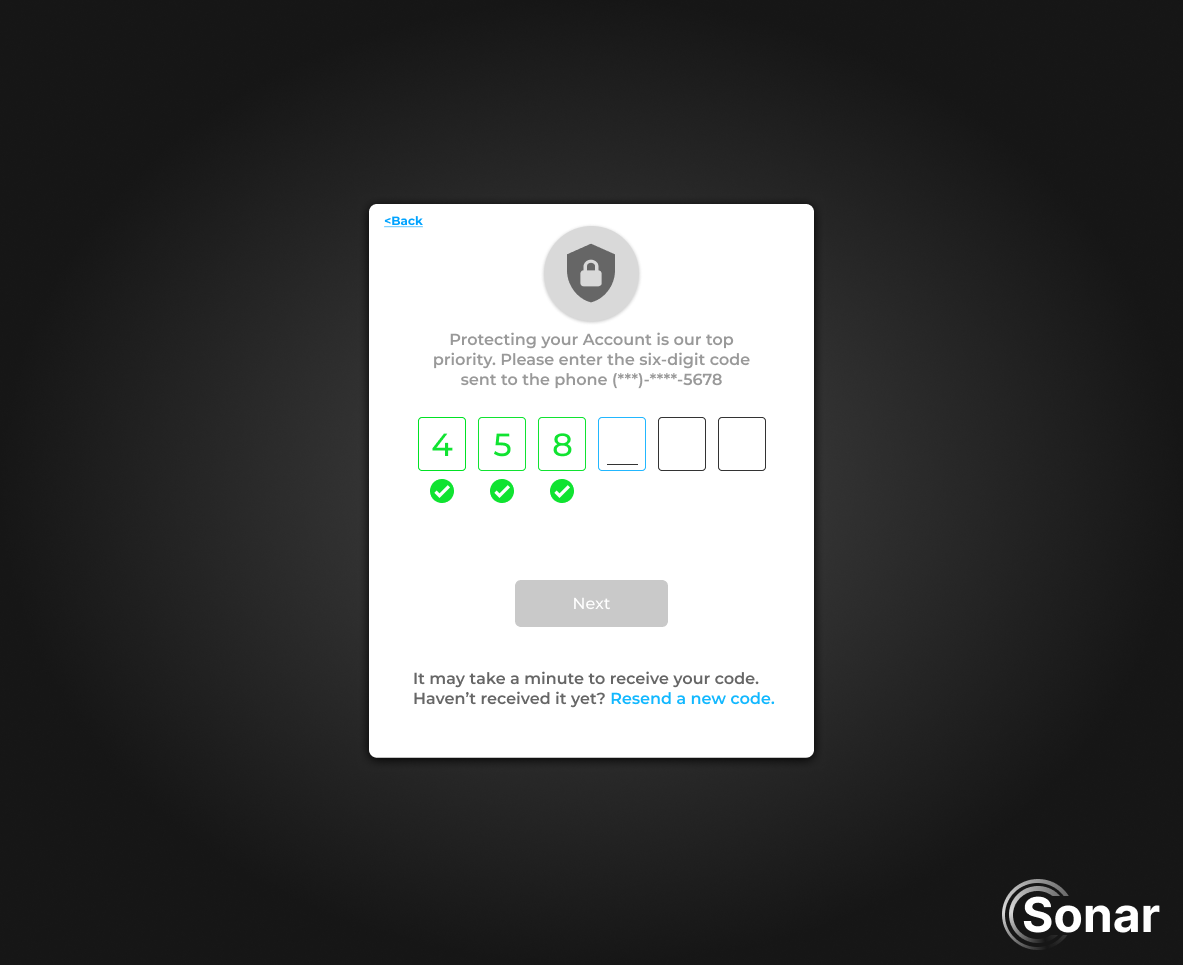 <Back
Protecting your Account is our top
priority. Please enter the six-digit code
sent to the phone (***)-****-5678
4 5 8 __
Next
It may take a minute to receive your code.
Haven’t received it yet? Resend a new code.
Sonar